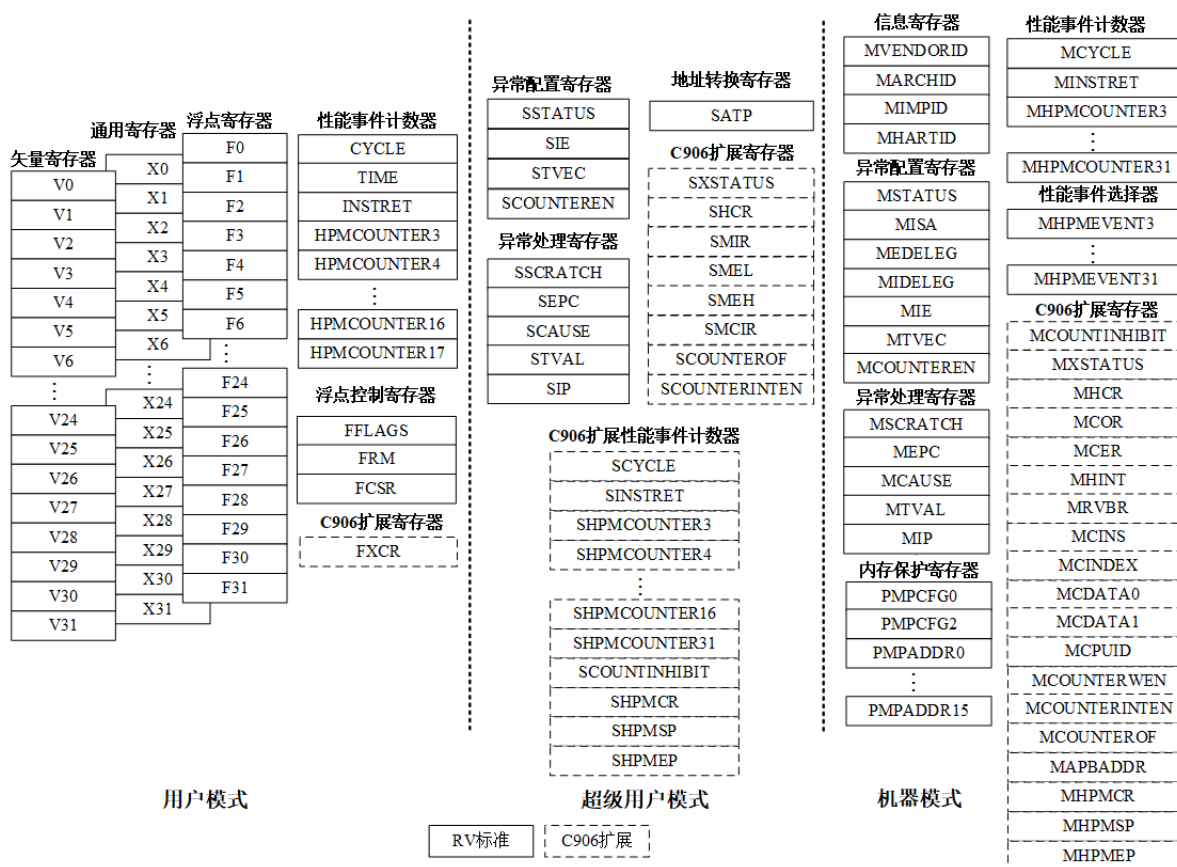 矢量寄存器
V0
V1
V2
V3
V4
V5
V6
⋮
V24
V25
V26
V27
V28
V29
V30
V31
通用寄存器
X0
X1
X2
X3
X4
X5
X6
⋮
X24
X25
X26
X27
X28
X29
X30
X31
浮点寄存器
F0
F1
F2
F3
F4
F5
F6
⋮
F24
F25
F26
F27
F28
F29
F30
F31
性能事件计数器
CYCLE
TIME
INSTRET
HPMCOUNTER3
HPMCOUNTER4
⋮
HPMCOUNTER16
HPMCOUNTER17
浮点控制寄存器
FFLAGS
FRM
FCSR
C906扩展寄存器
FXCR
用户模式
异常配置寄存器
SSTATUS
SIE
STVEC
SCOUNTEREN
异常处理寄存器
SSCRATCH
SEPC
SCAUSE
STVAL
SIP
地址转换寄存器
SATP
C906扩展寄存器
SXSTATUS
SHCR
SMIR
SMEL
SMEH
SMCIR
SCOUNTEROF
SCOUNTERINTEN
C906扩展性能事件计数器
SCYCLE
SINSTRET
SHPMCOUNTER3
SHPMCOUNTER4
⋮
SHPMCOUNTER16
SHPMCOUNTER31
SCOUNTINHIBIT
SHPMCR
SHPMSP
SHPMEP
超级用户模式
信息寄存器
MVENDORID
MARCHID
MIMPID
MHARTID
异常配置寄存器
MSTATUS
MISA
MEDELEG
MIDELEG
MIE
MTVEC
MCOUNTEREN
异常处理寄存器
MSCRATCH
MEPC
MCAUSE
MTVAL
MIP
内存保护寄存器
PMPCFG0
PMPCFG2
PMPADDR0
⋮
PMPADDR15
性能事件计数器
MCYCLE
MINSTRET
MHPMCOUNTER3
⋮
MHPMCOUNTER31
性能事件选择器
MHPMEVENT3
⋮
MHPMEVENT31
C906扩展寄存器
MCOUNTINHIBIT
MXSTATUS
MHCR
MCOR
MCER
MHINT
MRVBR
MCINS
MCINDEX
MCDATA0
MCDATA1
MCPUID
MCOUNTERWEN
MCOUNTERINTEN
MCOUNTEROF
MAPBADDR
MHPMCR
MHPMSP
MHPMEP
机器模式
RV标准
C906扩展